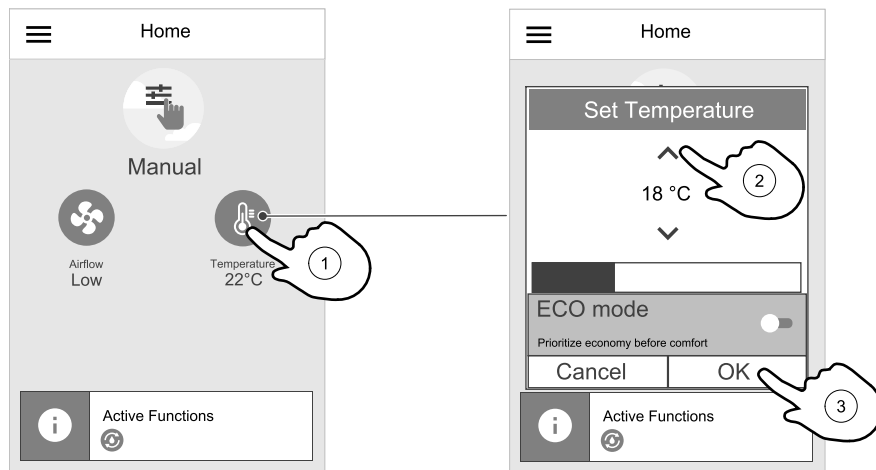 Home
Manual
Airflow
Low
Temperature
22°C
1
Active Functions
i
Home
Set Temperature
18 °C
2
ECO mode
Prioritize economy before comfort
Cancel
OK
3
Active Functions
i